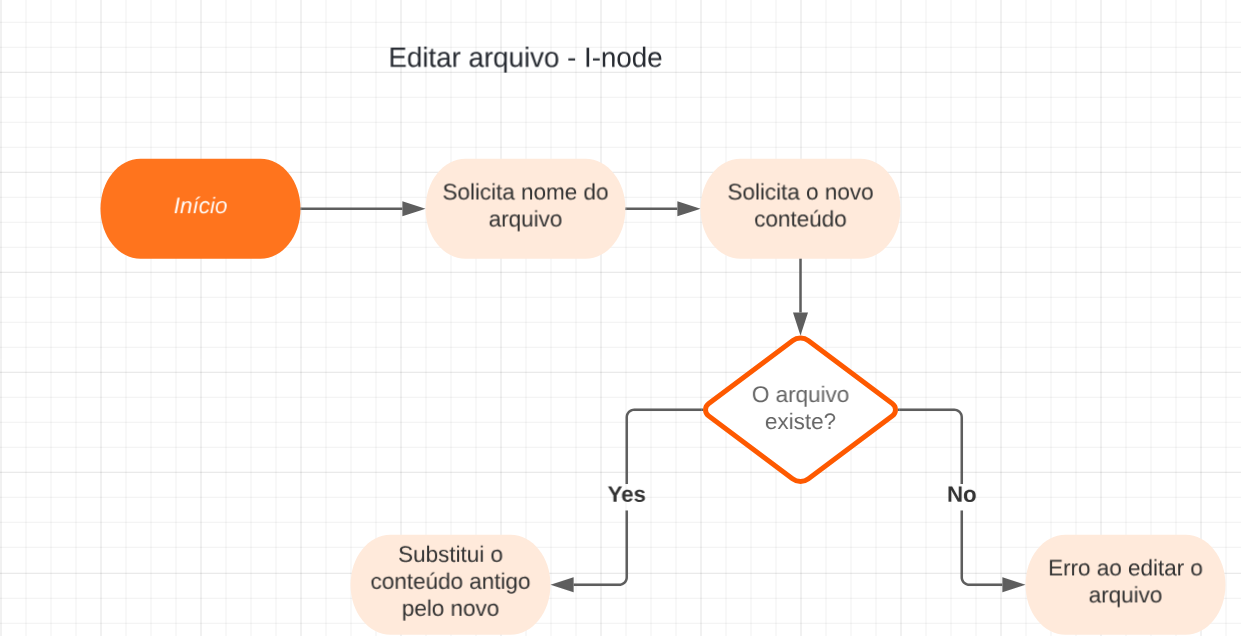 Editar arquivo - I-node
Início
Solicita nome do
arquivo
Solicita o novo
conteúdo
O arquivo
existe?
Yes
No
Substitui o
conteúdo antigo
pelo novo
Erro ao editar o
arquivo